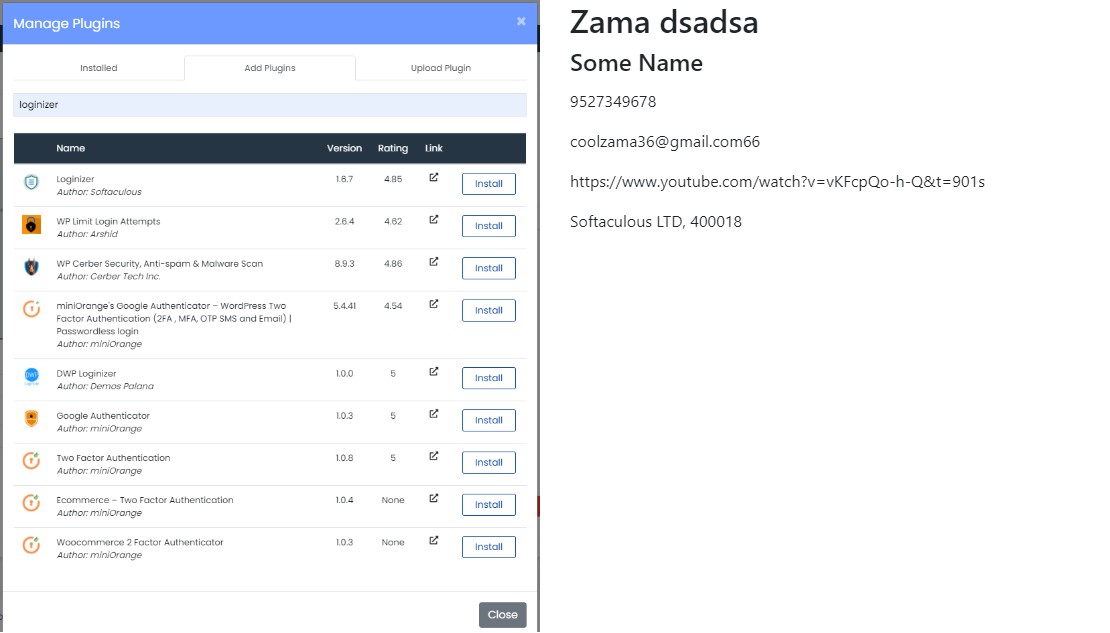 Manage Plugins ×
Installed Add Plugins Upload Plugin
loginizer
Name Version Rating Link
Loginizer 1.6.7 4.85 Install
Author: Softaculous
WP Limit Login Attempts 2.6.4 4.62 Install
Author: Arshid
WP Cerber Security, Anti-spam & Malware Scan 8.9.3 4.86 Install
Author: Cerber Tech Inc.
miniOrange's Google Authenticator – WordPress Two 5.4.41 4.54 Install
Factor Authentication (2FA , MFA, OTP SMS and Email) |
Passwordless login
Author: miniOrange
DWP Loginizer 1.0.0 5 Install
Author: Demos Palana
Google Authenticator 1.0.3 5 Install
Author: miniOrange
Two Factor Authentication 1.0.8 5 Install
Author: miniOrange
Ecommerce – Two Factor Authentication 1.0.4 None Install
Author: miniOrange
Woocommerce 2 Factor Authenticator 1.0.3 None Install
Author: miniOrange
Close
Zama dsadsa
Some Name
9527349678
coolzama36@gmail.com66
https://www.youtube.com/watch?v=vKFcpQo-h-Q&t=901s
Softaculous LTD, 400018